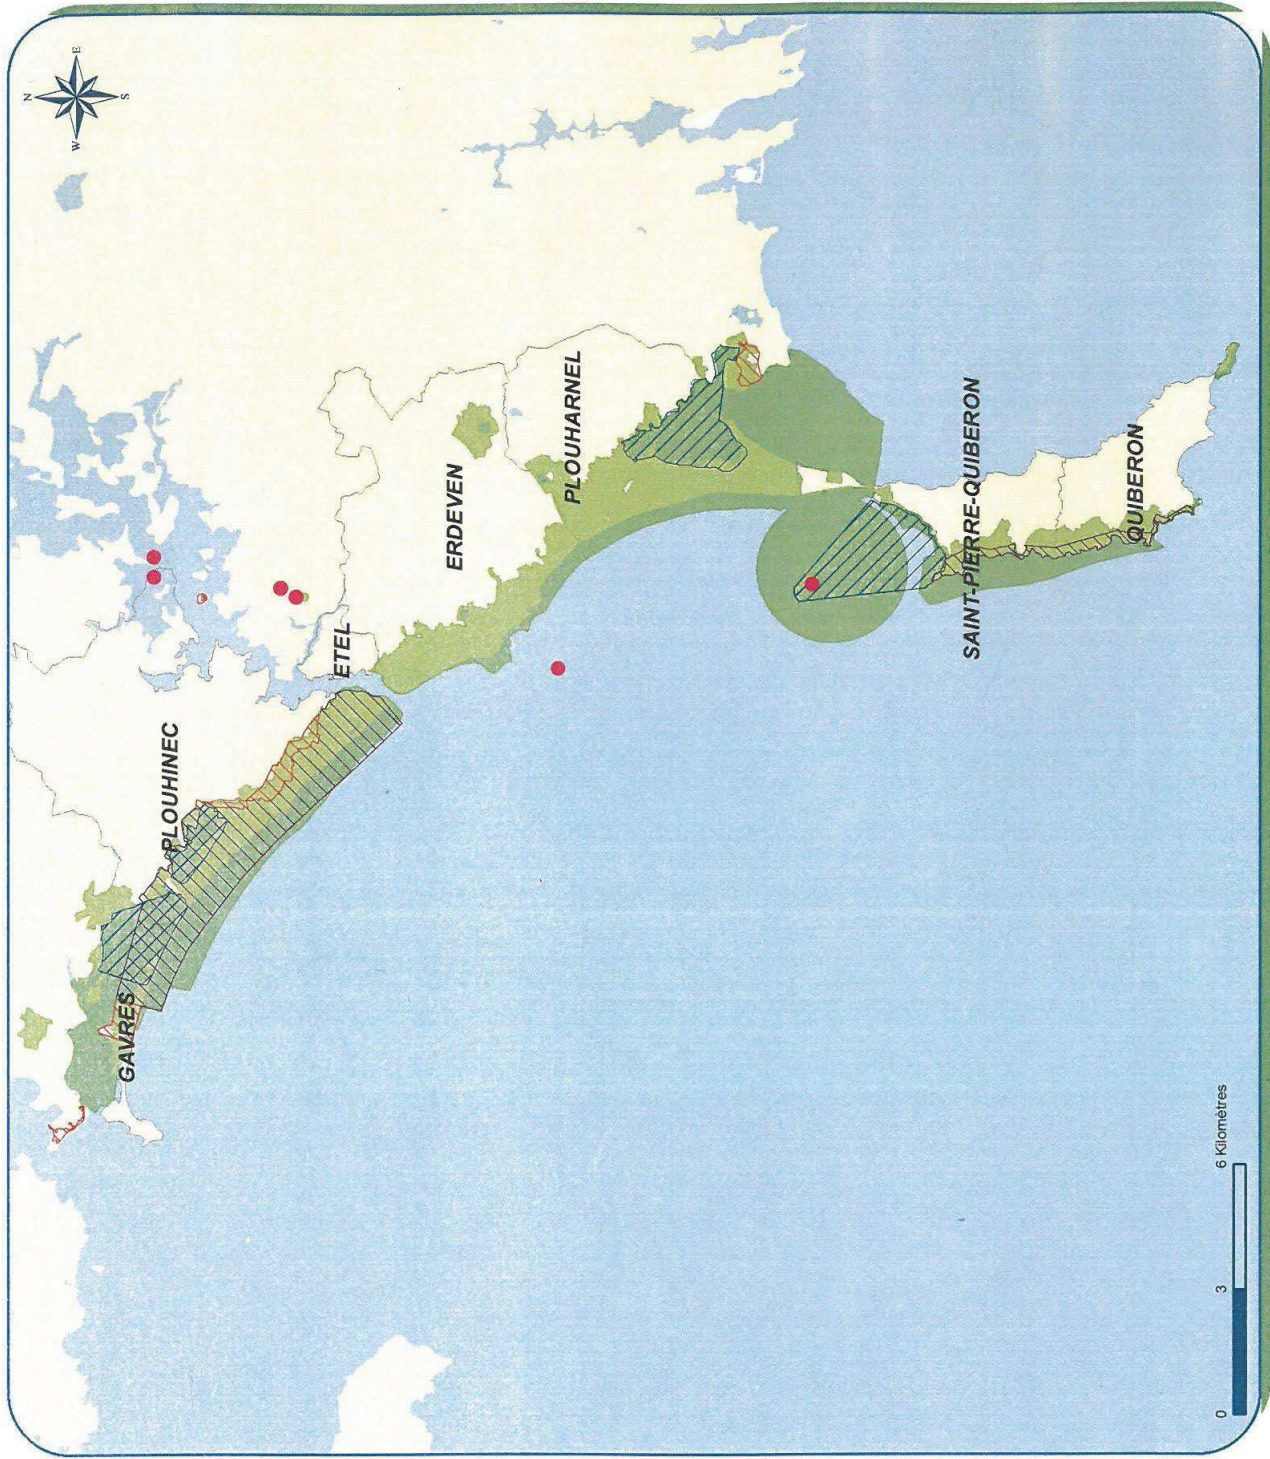 N
E
S
W
GAVRES
PLOUHINEC
ETEL
ERDEVEN
PLOUHARNEL
SAINT-PIERRE-QUIBERON
QUIBERON
0 3 6 Kilomètres